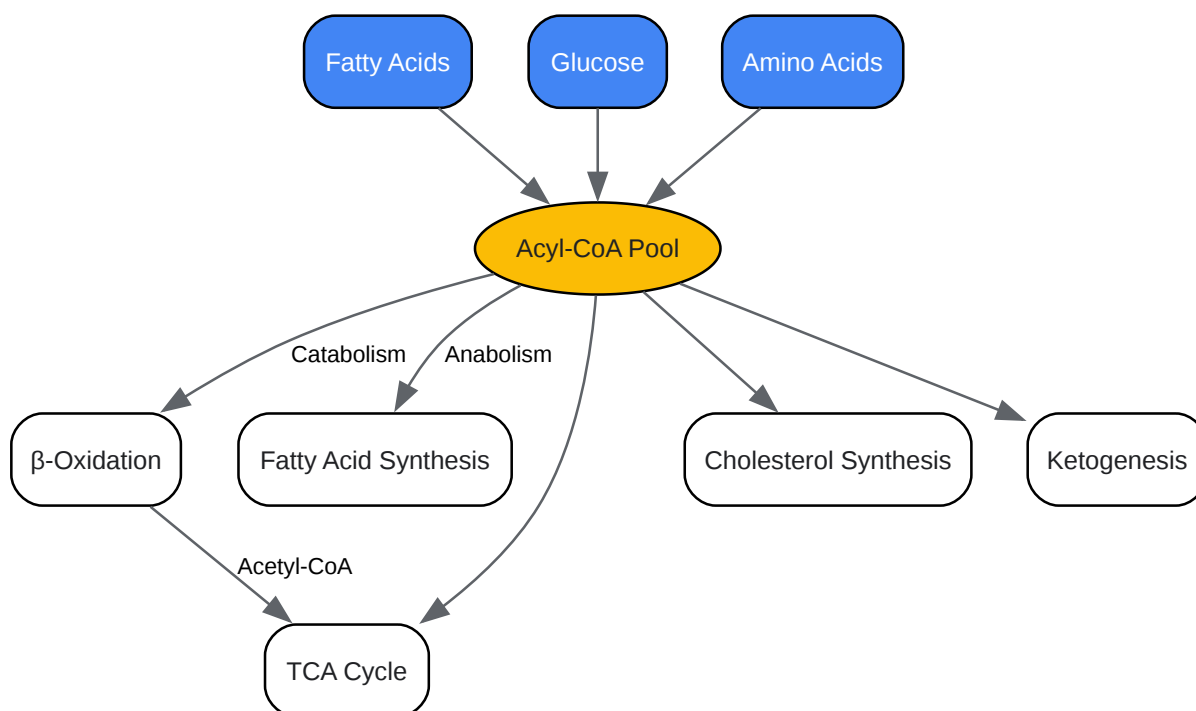 Fatty Acids
Glucose
Amino Acids
Acyl-CoA Pool
Catabolism
Anabolism
β-Oxidation
Fatty Acid Synthesis
Cholesterol Synthesis
Ketogenesis
Acetyl-CoA
TCA Cycle